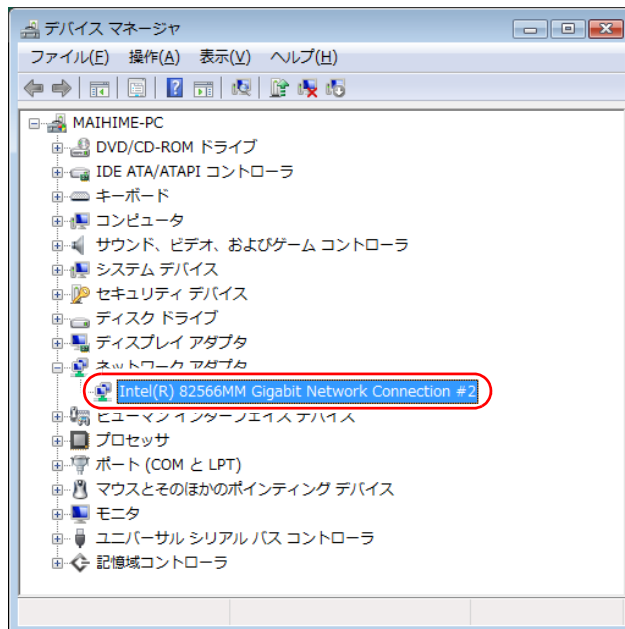 デバイス マネージャ
ファイル(F) 操作(A) 表示(V) ヘルプ(H)
MAIHIME-PC
DVD/CD-ROM ドライブ
IDE ATA/ATAPI コントローラ
キーボード
コンピュータ
サウンド、ビデオ、およびゲーム コントローラ
システム デバイス
セキュリティ デバイス
ディスク ドライブ
ディスプレイ アダプタ
ネットワーク アダプタ
Intel(R) 82566MM Gigabit Network Connection #2
ヒューマン インターフェイス デバイス
プロセッサ
ポート (COM と LPT)
マウスとそのほかのポインティング デバイス
モニタ
ユニバーサル シリアル バス コントローラ
記憶域コントローラ